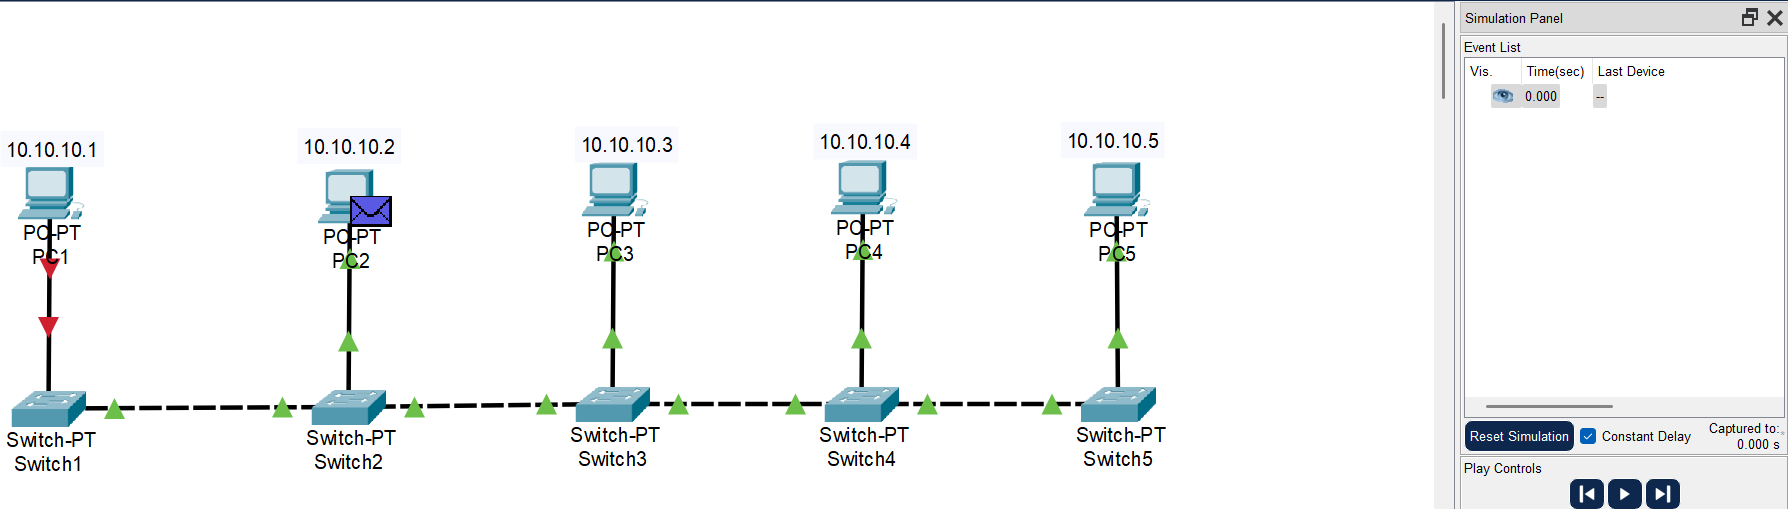 Simulation Panel
Event List
Vis. Time(sec) Last Device
0.000 --
10.10.10.1
10.10.10.2
10.10.10.3
10.10.10.4
10.10.10.5
PC-PT
PC1
PC-PT
PC2
PC-PT
PC3
PC-PT
PC4
PC-PT
PC5
Switch-PT
Switch1
Switch-PT
Switch2
Switch-PT
Switch3
Switch-PT
Switch4
Switch-PT
Switch5
Reset Simulation
Constant Delay
Captured to:
0.000 s
Play Controls